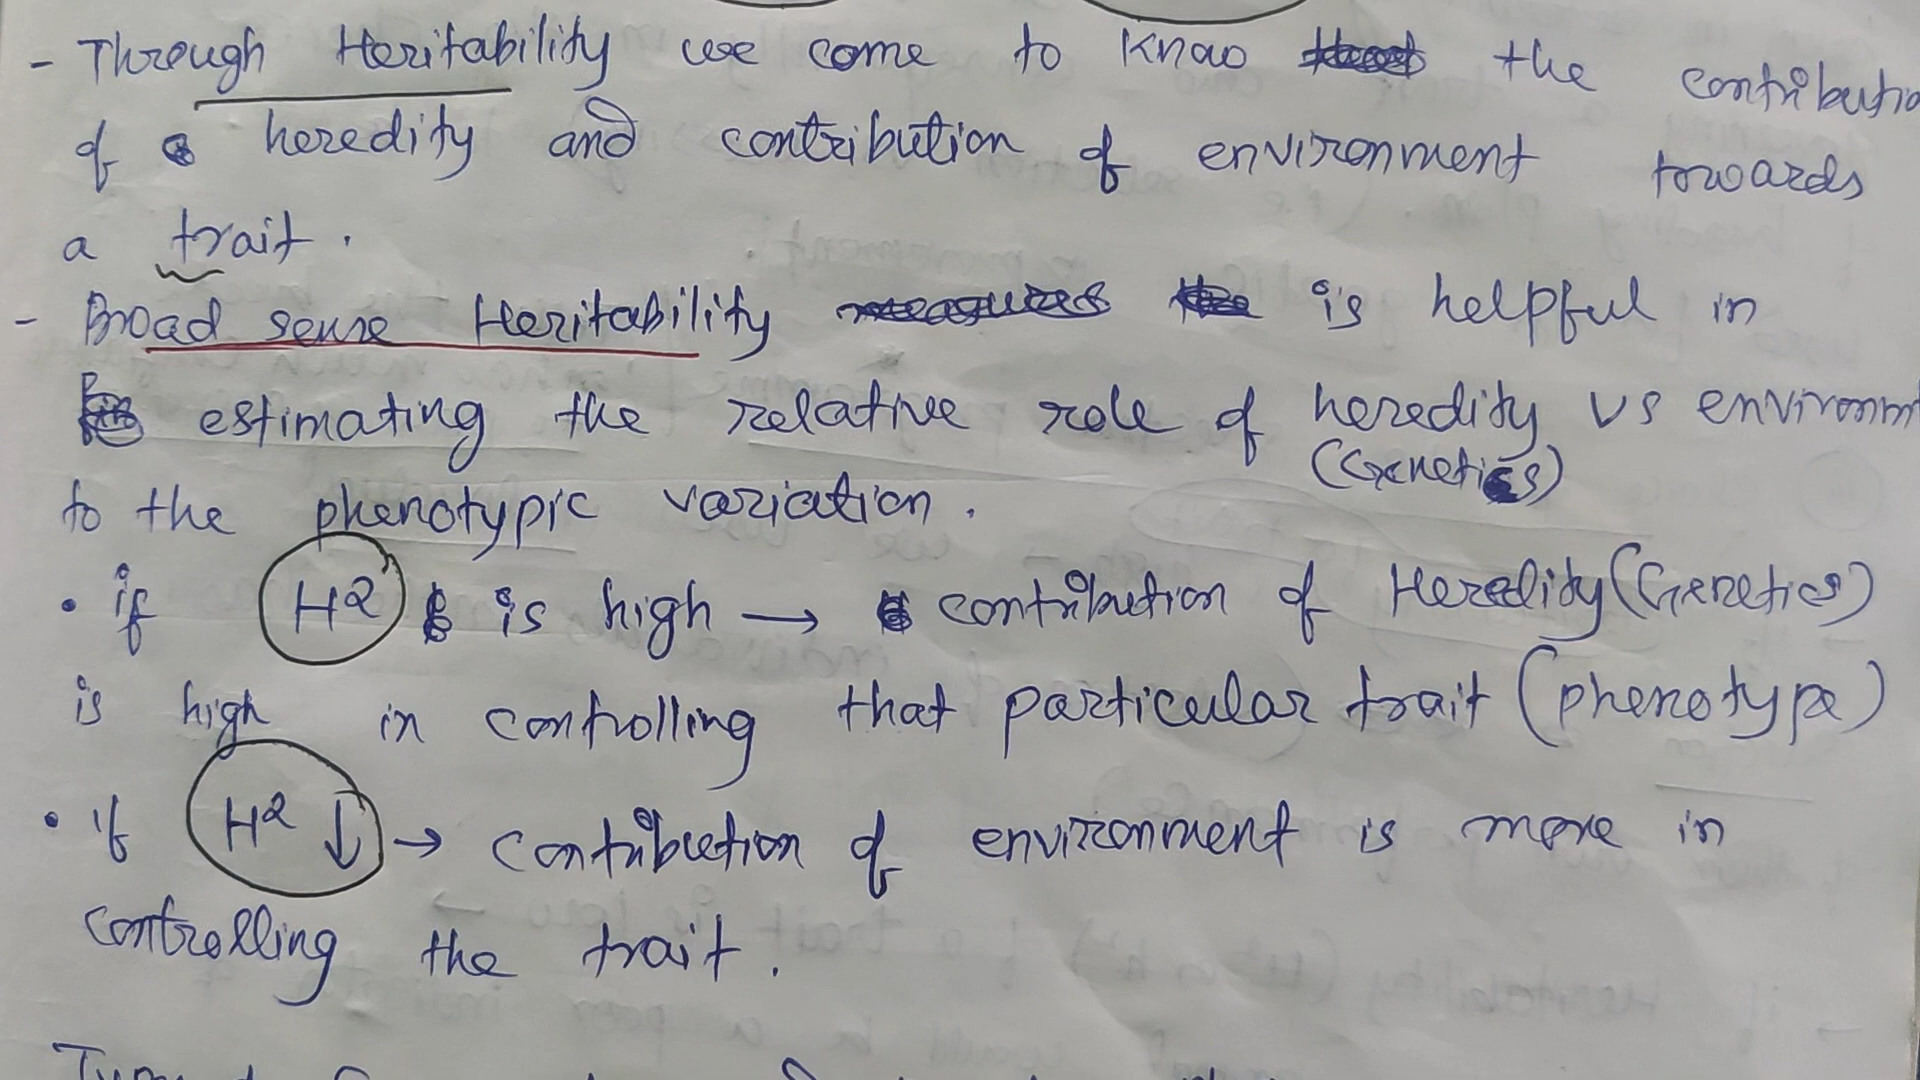 - Through Heritability we come to know the contributio
of heredity and contribution of environment towards
a trait.
- Broad sense Heritability is helpful in
estimating the relative role of heredity vs environmt
(Genetics)
to the phenotypic variation.
• if H2 is high → contribution of Heredity (Genetics)
is high in controlling that particular trait (phenotype)
• if H2 ↓ → contribution of environment is more in
controlling the trait.